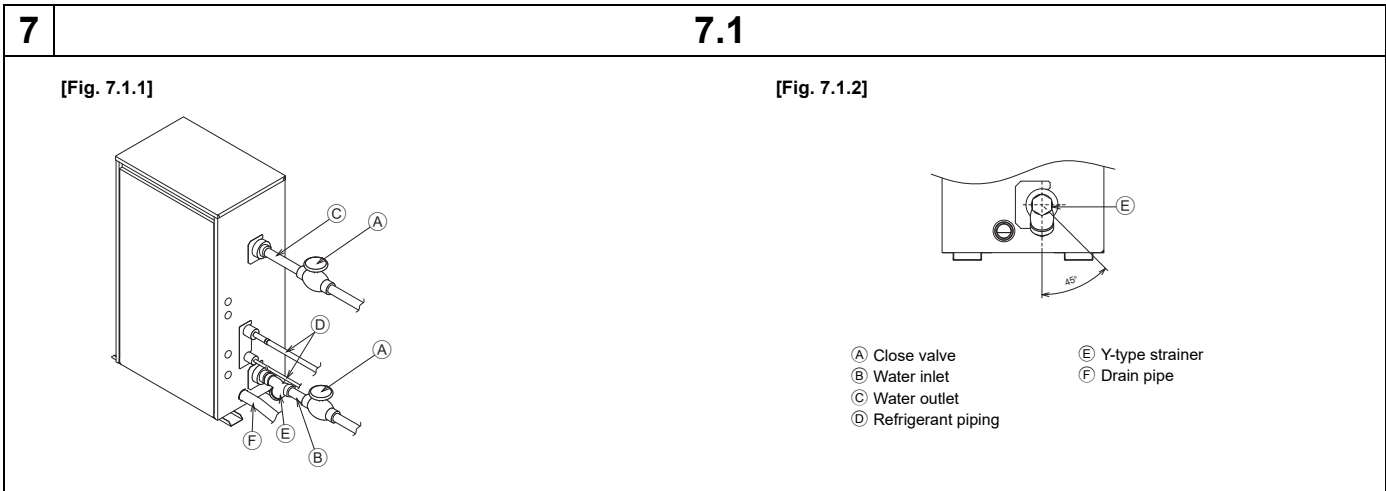 7
7.1
[Fig. 7.1.1]
[Fig. 7.1.2]
Ⓒ
Ⓐ
Ⓓ
Ⓐ
Ⓕ
Ⓔ
Ⓑ
Ⓔ
45°
Ⓐ Close valve
Ⓑ Water inlet
Ⓒ Water outlet
Ⓓ Refrigerant piping
Ⓔ Y-type strainer
Ⓕ Drain pipe